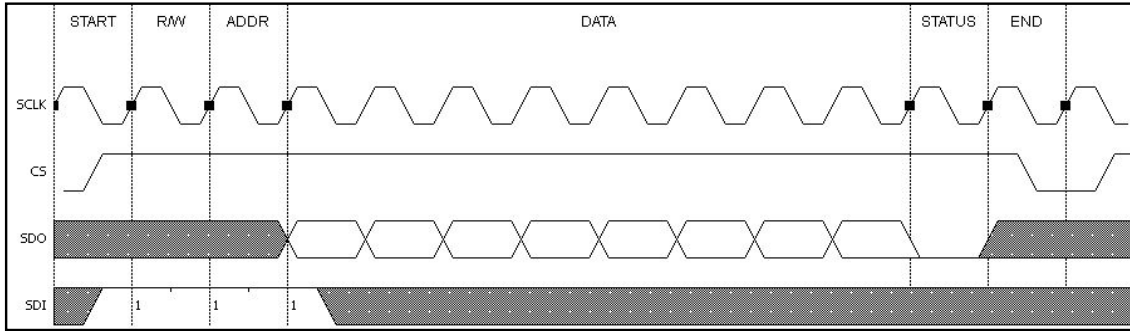 START R/W ADDR DATA STATUS END
SCLK
CS
SDO
SDI 1 1 1